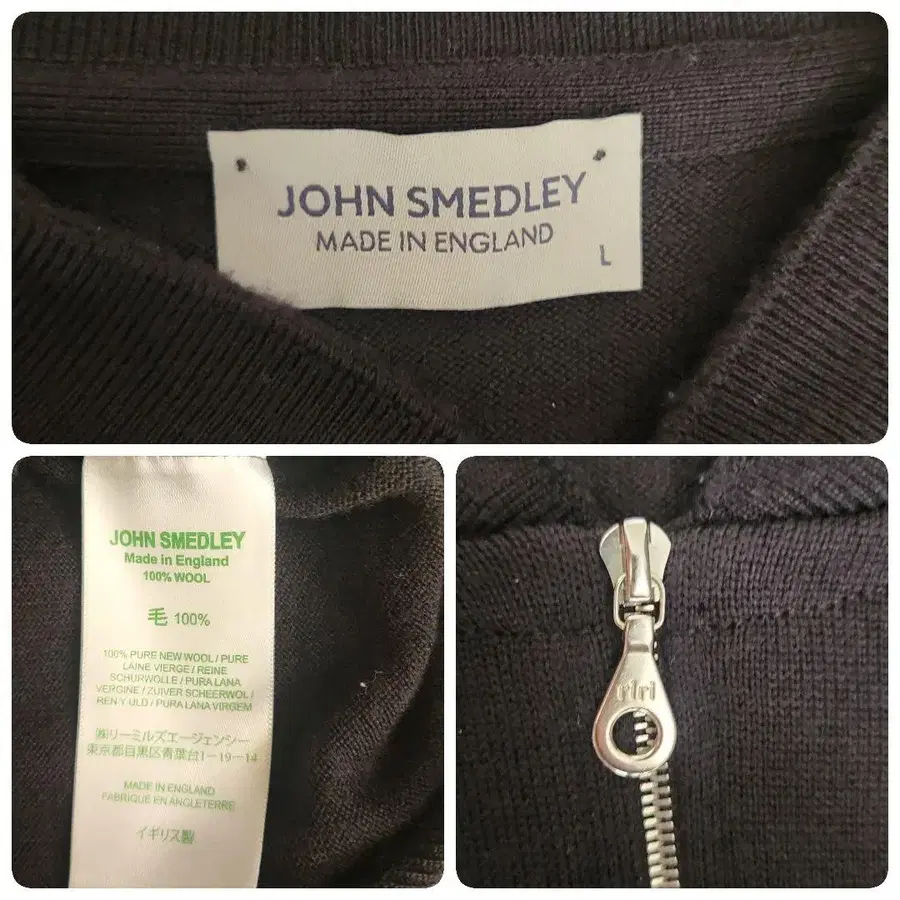 JOHN SMEDLEY
MADE IN ENGLAND
L
JOHN SMEDLEY
Made in England
100% WOOL
毛 100%
100% PURE NEW WOOL / PURE
LAINE VIERGE / REINE
SCHURWOLLE / PURA LANA
VERGINE / ZUIVER SCHEERWOL /
REN Y ULD / PURA LANA VIRGEM
㈱リーミルズエージェンシー
東京都目黒区青葉台1-19-14
MADE IN ENGLAND
FABRIQUE EN ANGLETERRE
イギリス製
riri